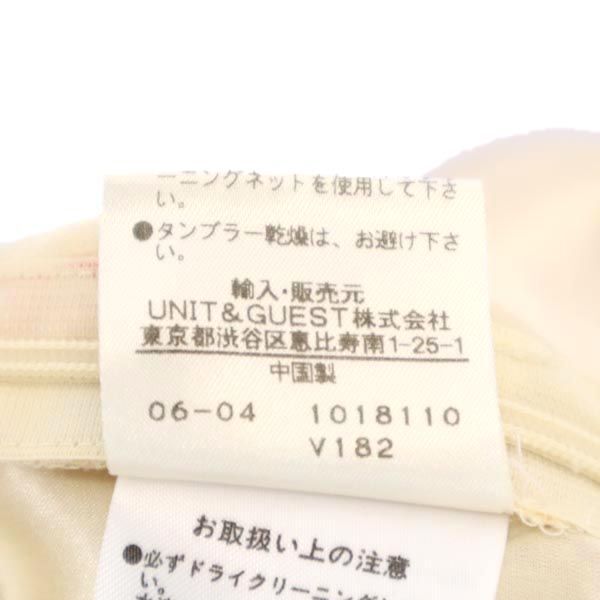 ーニングネットを使用して下さ
い。
●タンブラー乾燥は、お避け下さ
い。
輸入・販売元
UNIT&GUEST株式会社
東京都渋谷区恵比寿南1-25-1
中国製
06-04 1018110
V182
お取扱い上の注意
●必ずドライクリーニング
い。